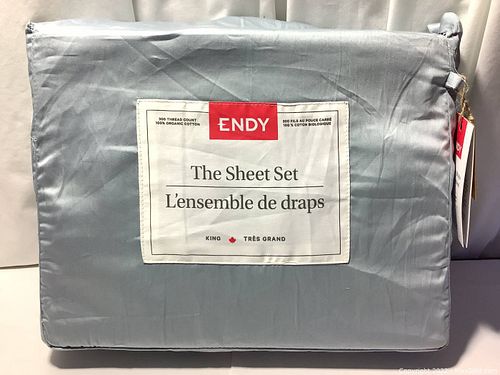 300 THREAD COUNT
100% ORGANIC COTTON
ENDY
300 FILS AU POUCE CARRÉ
100 % COTON BIOLOGIQUE
The Sheet Set
L'ensemble de draps
KING TRÈS GRAND